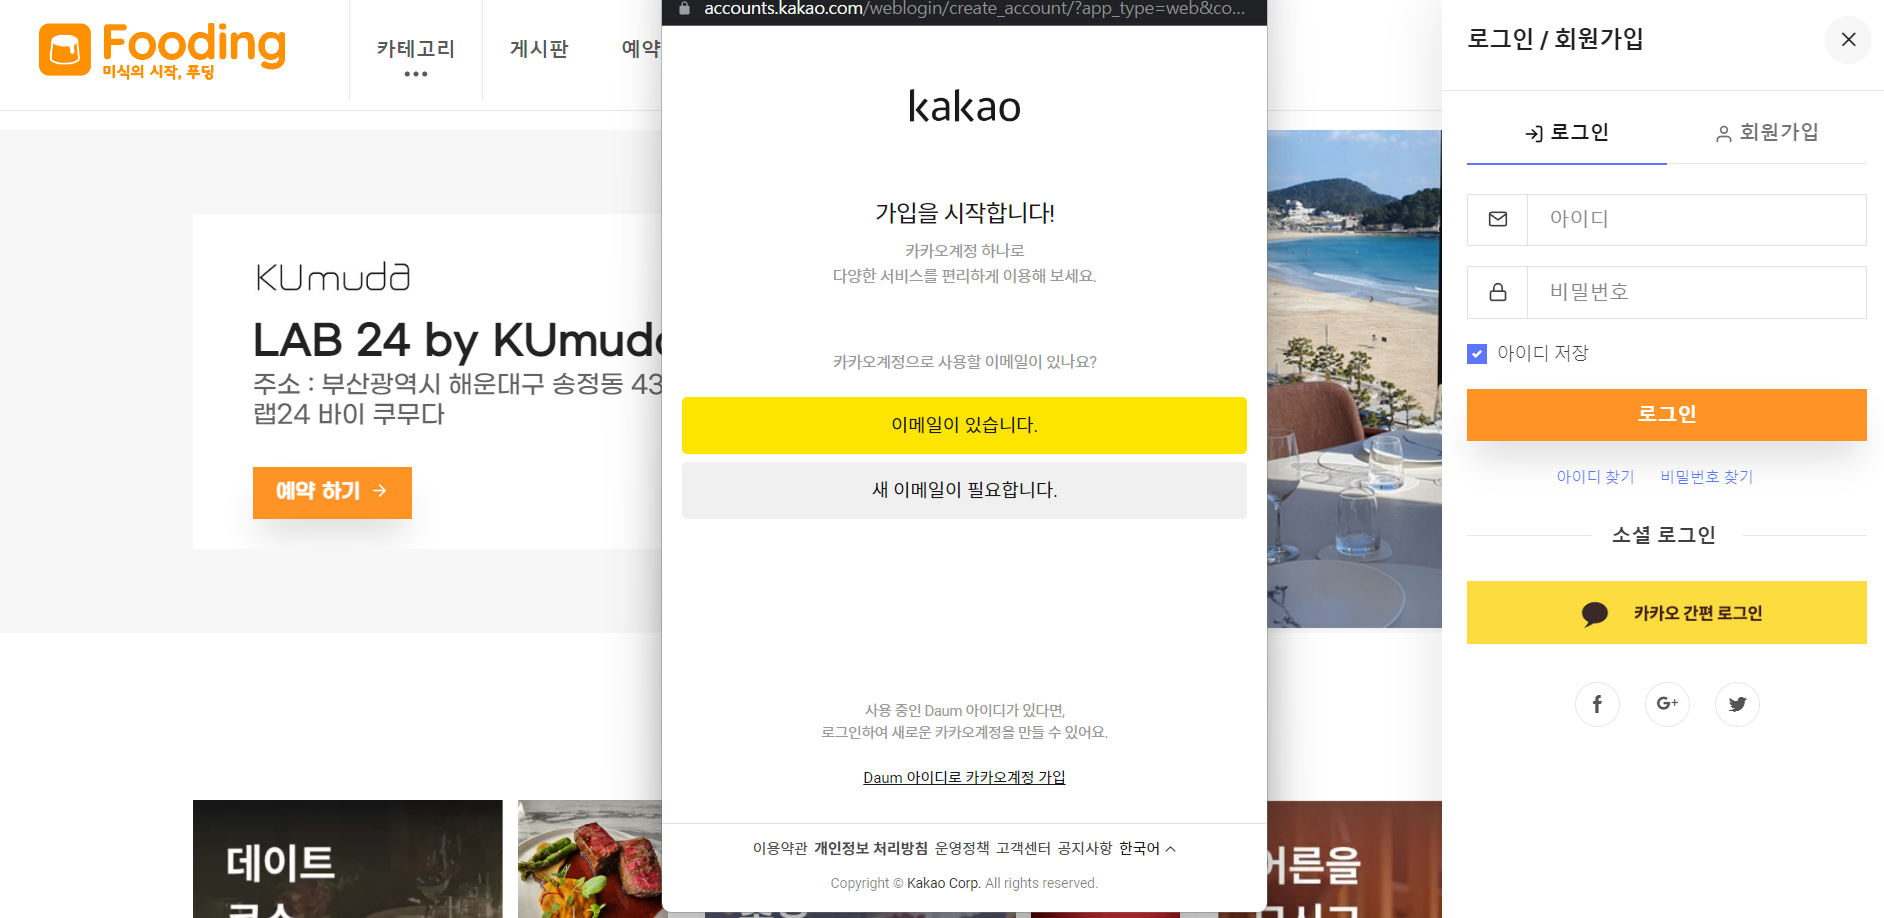 Fooding
미식의 시작, 푸딩
카테고리
게시판
예약
KUmuda
LAB 24 by KUmuda
주소 : 부산광역시 해운대구 송정동 43
랩24 바이 쿠무다
예약 하기
데이트
accounts.kakao.com/weblogin/create_account/?app_type=web&co...
kakao
가입을 시작합니다!
카카오계정 하나로
다양한 서비스를 편리하게 이용해 보세요.
카카오계정으로 사용할 이메일이 있나요?
이메일이 있습니다.
새 이메일이 필요합니다.
사용 중인 Daum 아이디가 있다면,
로그인하여 새로운 카카오계정을 만들 수 있어요.
Daum 아이디로 카카오계정 가입
이용약관 개인정보 처리방침 운영정책 고객센터 공지사항 한국어
Copyright © Kakao Corp. All rights reserved.
어른을
로그인 / 회원가입
로그인
회원가입
아이디
비밀번호
아이디 저장
로그인
아이디 찾기
비밀번호 찾기
소셜 로그인
카카오 간편 로그인